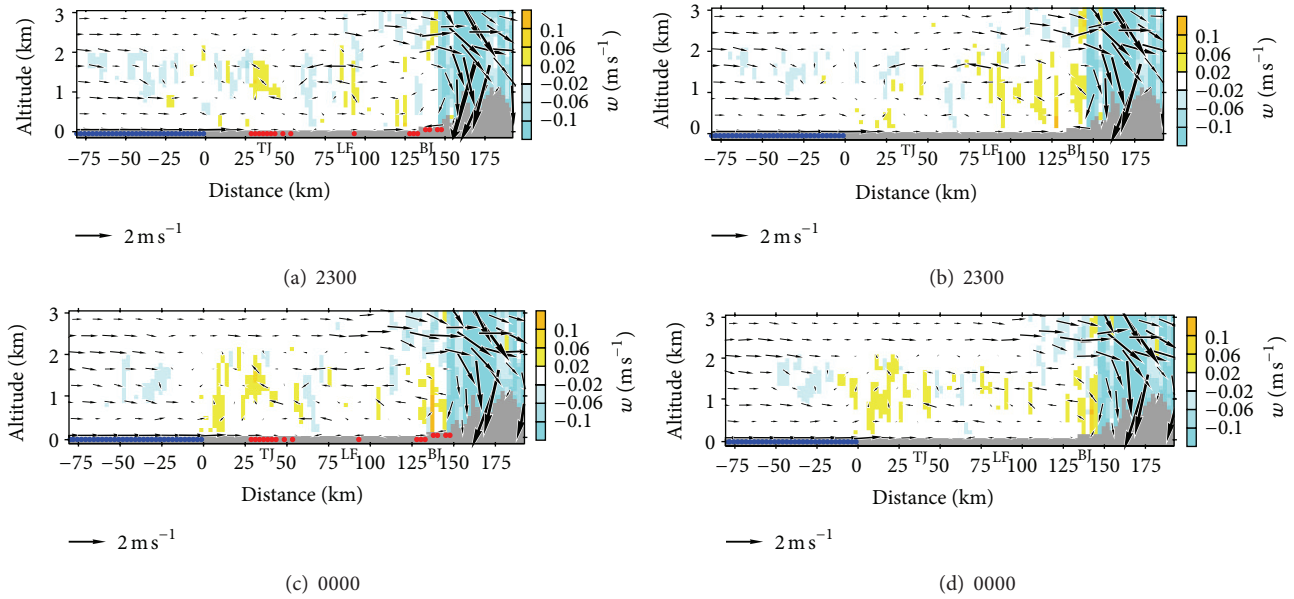 3
2
1
0
Altitude (km)
−75 −50 −25 0 25 50 75 100 125 150 175
TJ LF BJ
Distance (km)
0.1
0.06
0.02
−0.02
−0.06
−0.1
w (m s−1)
2 m s−1
(a) 2300
3
2
1
0
Altitude (km)
−75 −50 −25 0 25 50 75 100 125 150 175
TJ LF BJ
Distance (km)
0.1
0.06
0.02
−0.02
−0.06
−0.1
w (m s−1)
2 m s−1
(b) 2300
3
2
1
0
Altitude (km)
−75 −50 −25 0 25 50 75 100 125 150 175
TJ LF BJ
Distance (km)
0.1
0.06
0.02
−0.02
−0.06
−0.1
w (m s−1)
2 m s−1
(c) 0000
3
2
1
0
Altitude (km)
−75 −50 −25 0 25 50 75 100 125 150 175
TJ LF BJ
Distance (km)
0.1
0.06
0.02
−0.02
−0.06
−0.1
w (m s−1)
2 m s−1
(d) 0000